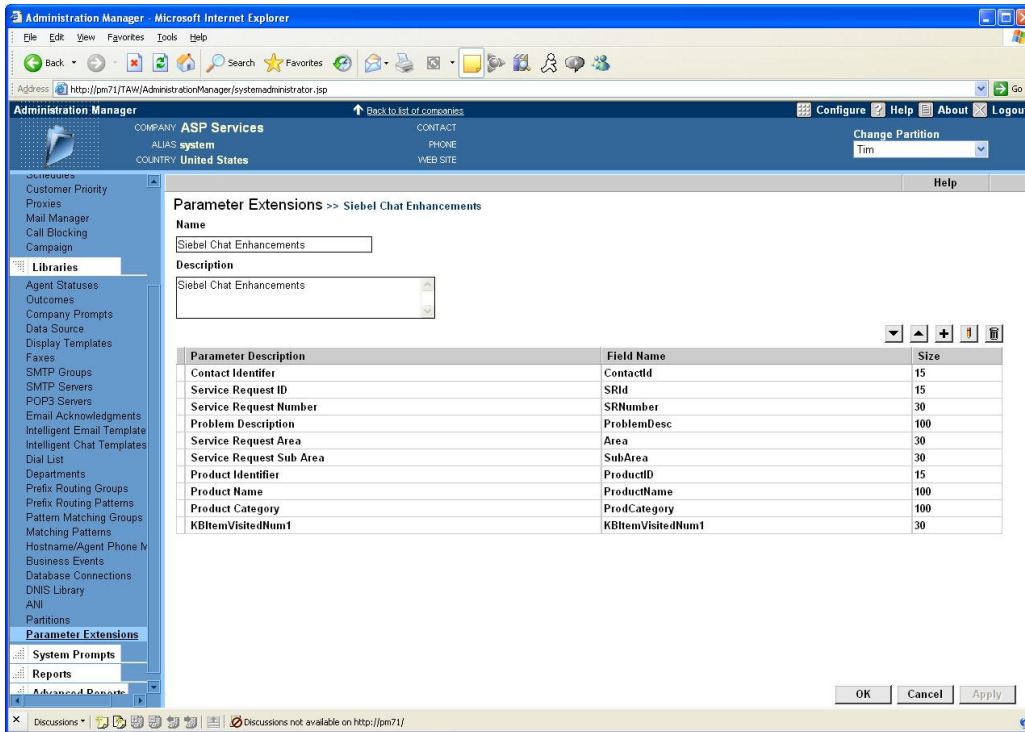 Administration Manager - Microsoft Internet Explorer
File Edit View Favorites Tools Help
Back Search Favorites
Address http://pm71/TAW/AdministrationManager/systemadministrator.jsp Go
Administration Manager Back to list of companies Configure Help About Logout
COMPANY ASP Services CONTACT
ALIAS system PHONE
COUNTRY United States WEB SITE
Change Partition
Tim
Help
Schedules
Customer Priority
Proxies
Mail Manager
Call Blocking
Campaign
Libraries
Agent Statuses
Outcomes
Company Prompts
Data Source
Display Templates
Faxes
SMTP Groups
SMTP Servers
POP3 Servers
Email Acknowledgments
Intelligent Email Template
Intelligent Chat Templates
Dial List
Departments
Prefix Routing Groups
Prefix Routing Patterns
Pattern Matching Groups
Matching Patterns
Hostname/Agent Phone M
Business Events
Database Connections
DNIS Library
ANI
Partitions
Parameter Extensions
System Prompts
Reports
Advanced Reports
Parameter Extensions >> Siebel Chat Enhancements
Name
Siebel Chat Enhancements
Description
Siebel Chat Enhancements
Parameter Description Field Name Size
Contact Identifer ContactId 15
Service Request ID SRId 15
Service Request Number SRNumber 30
Problem Description ProblemDesc 100
Service Request Area Area 30
Service Request Sub Area SubArea 30
Product Identifier ProductID 15
Product Name ProductName 100
Product Category ProdCategory 100
KBItemVisitedNum1 KBItemVisitedNum1 30
OK Cancel Apply
Discussions Discussions not available on http://pm71/